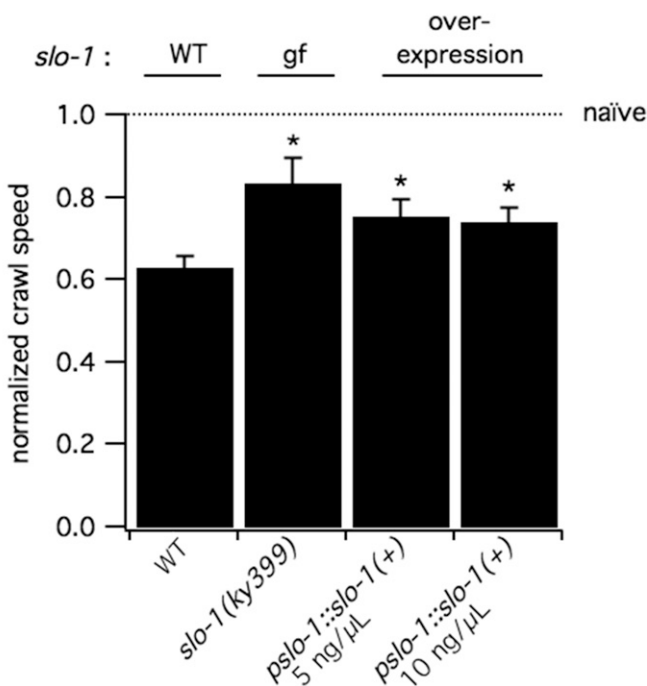 over-
slo-1 : WT gf expression
1.0 naïve
0.8
0.6
0.4
0.2
0.0
normalized crawl speed
* * *
WT
slo-1(ky399)
pslo-1::slo-1(+)
5 ng/µL
pslo-1::slo-1(+)
10 ng/µL